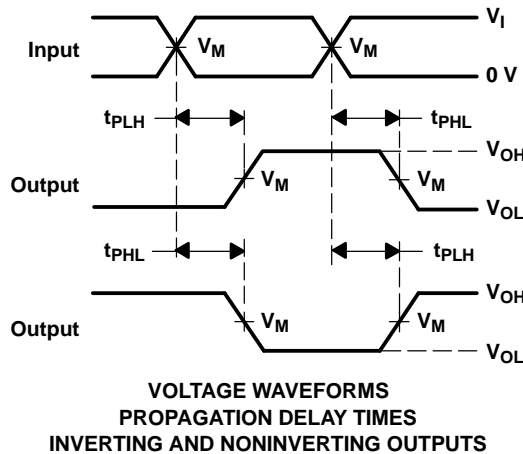 V_I
Input
V_M
V_M
0 V
t_PLH
t_PHL
V_OH
Output
V_M
V_M
V_OL
t_PHL
t_PLH
V_OH
Output
V_M
V_M
V_OL
VOLTAGE WAVEFORMS
PROPAGATION DELAY TIMES
INVERTING AND NONINVERTING OUTPUTS